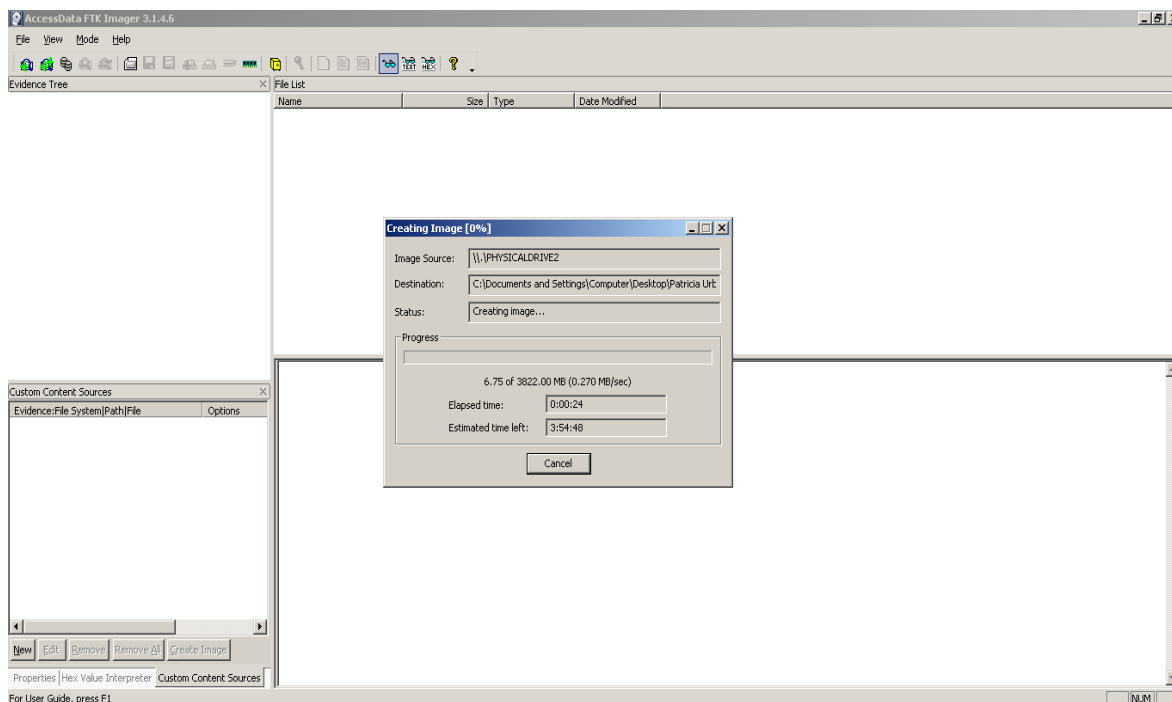 AccessData FTK Imager 3.1.4.6
File View Mode Help
Evidence Tree
File List
Name Size Type Date Modified
Creating Image [0%]
Image Source: \\.\PHYSICALDRIVE2
Destination: C:\Documents and Settings\Computer\Desktop\Patricia Urb
Status: Creating image...
Progress
6.75 of 3822.00 MB (0.270 MB/sec)
Elapsed time: 0:00:24
Estimated time left: 3:54:48
Cancel
Custom Content Sources
Evidence:File System|Path|File Options
New Edit Remove Remove All Create Image
Properties Hex Value Interpreter Custom Content Sources
For User Guide, press F1
NUM